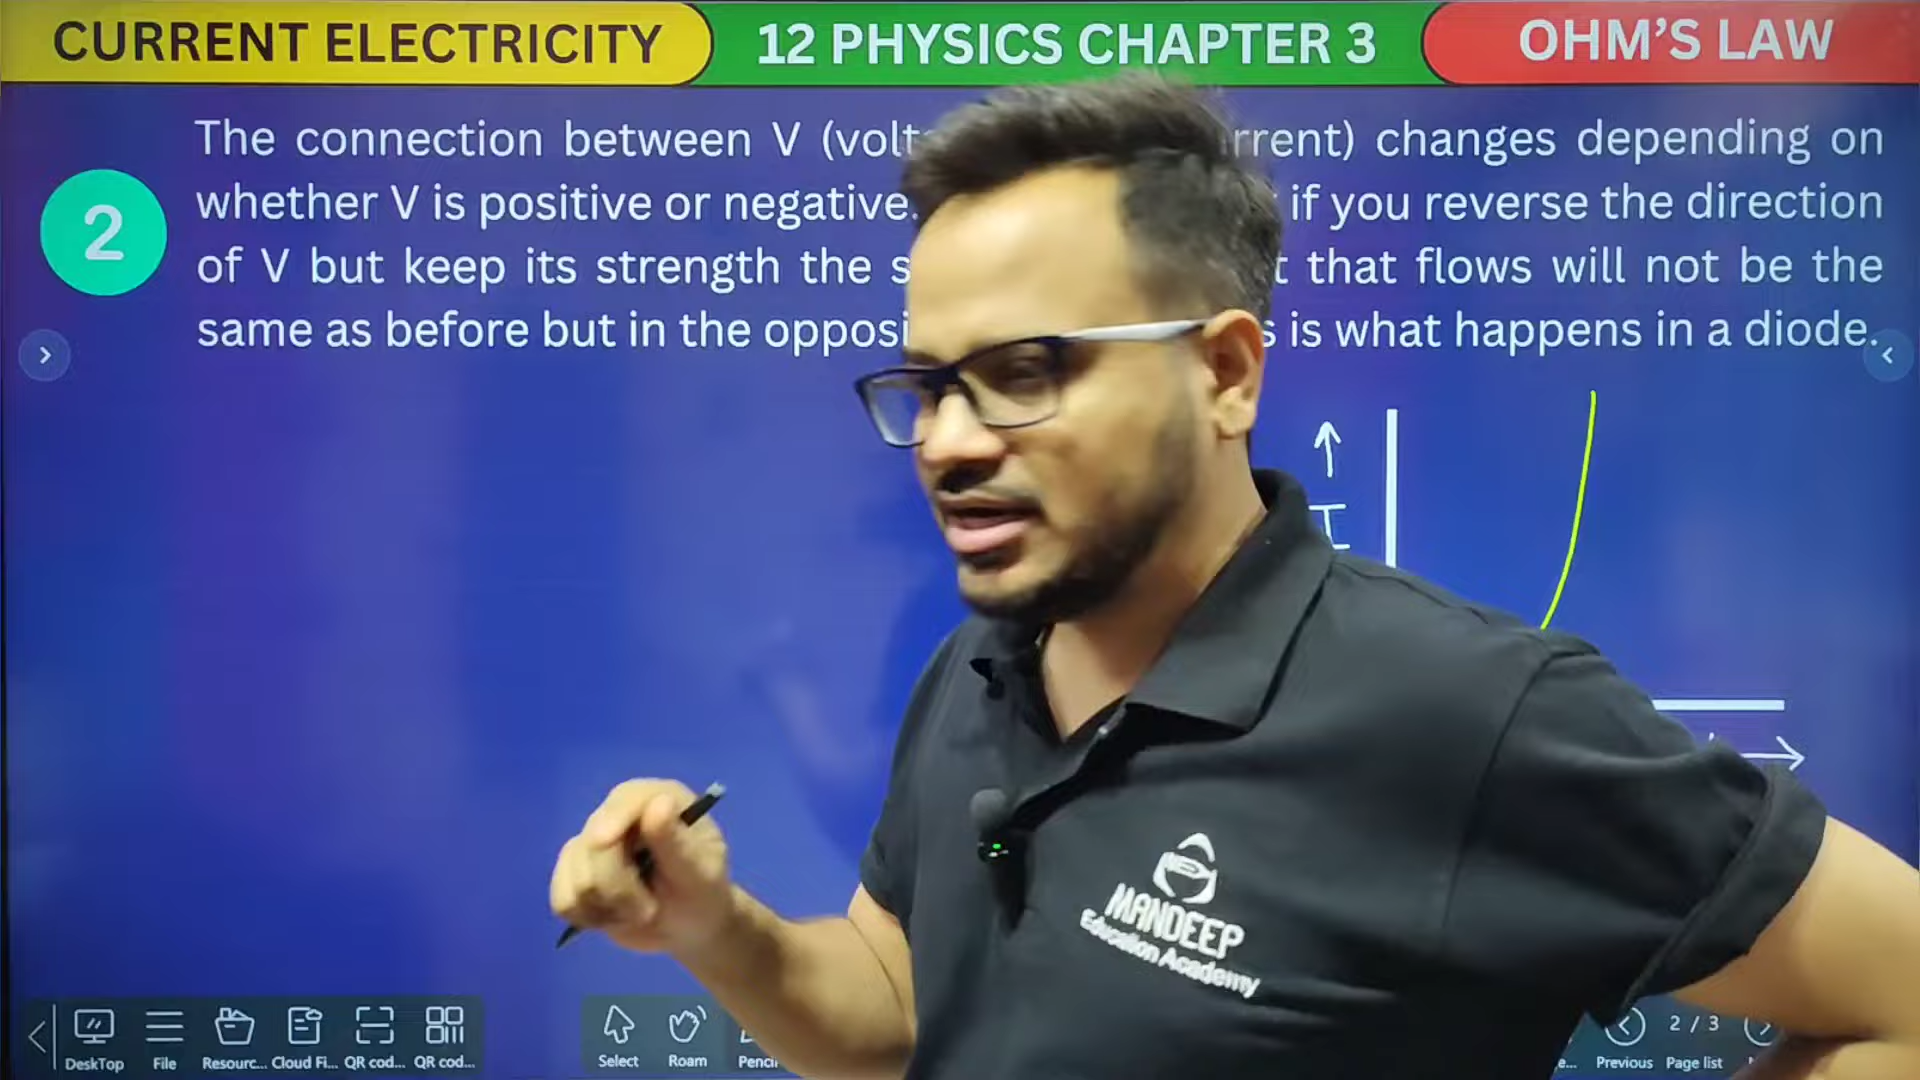 CURRENT ELECTRICITY
12 PHYSICS CHAPTER 3
OHM'S LAW
2
The connection between V (volt rrent) changes depending on
whether V is positive or negative. if you reverse the direction
of V but keep its strength the s t that flows will not be the
same as before but in the opposi s is what happens in a diode.
I
MANDEEP
Education Academy
DeskTop
File
Resourc...
Cloud Fi...
QR cod...
QR cod...
Select
Roam
Pencil
Previous
2 / 3
Page list